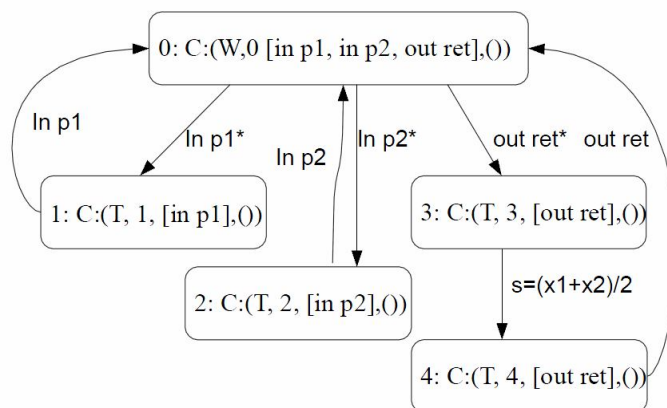 0: C:(W,0 [in p1, in p2, out ret],())
In p1
In p1*
In p2
In p2*
out ret*
out ret
1: C:(T, 1, [in p1],())
3: C:(T, 3, [out ret],())
2: C:(T, 2, [in p2],())
s=(x1+x2)/2
4: C:(T, 4, [out ret],())